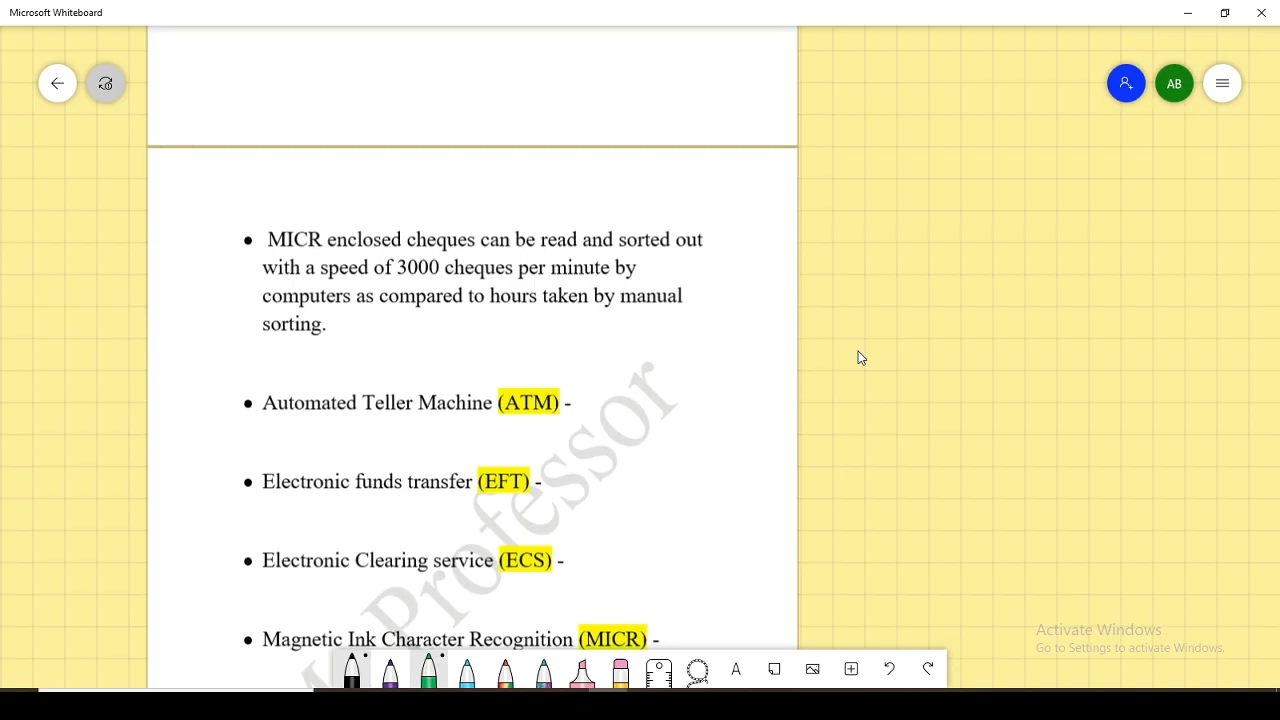 Microsoft Whiteboard
AB
• MICR enclosed cheques can be read and sorted out
with a speed of 3000 cheques per minute by
computers as compared to hours taken by manual
sorting.
• Automated Teller Machine (ATM) -
• Electronic funds transfer (EFT) -
• Electronic Clearing service (ECS) -
• Magnetic Ink Character Recognition (MICR) -
Professor
A
Activate Windows
Go to Settings to activate Windows.